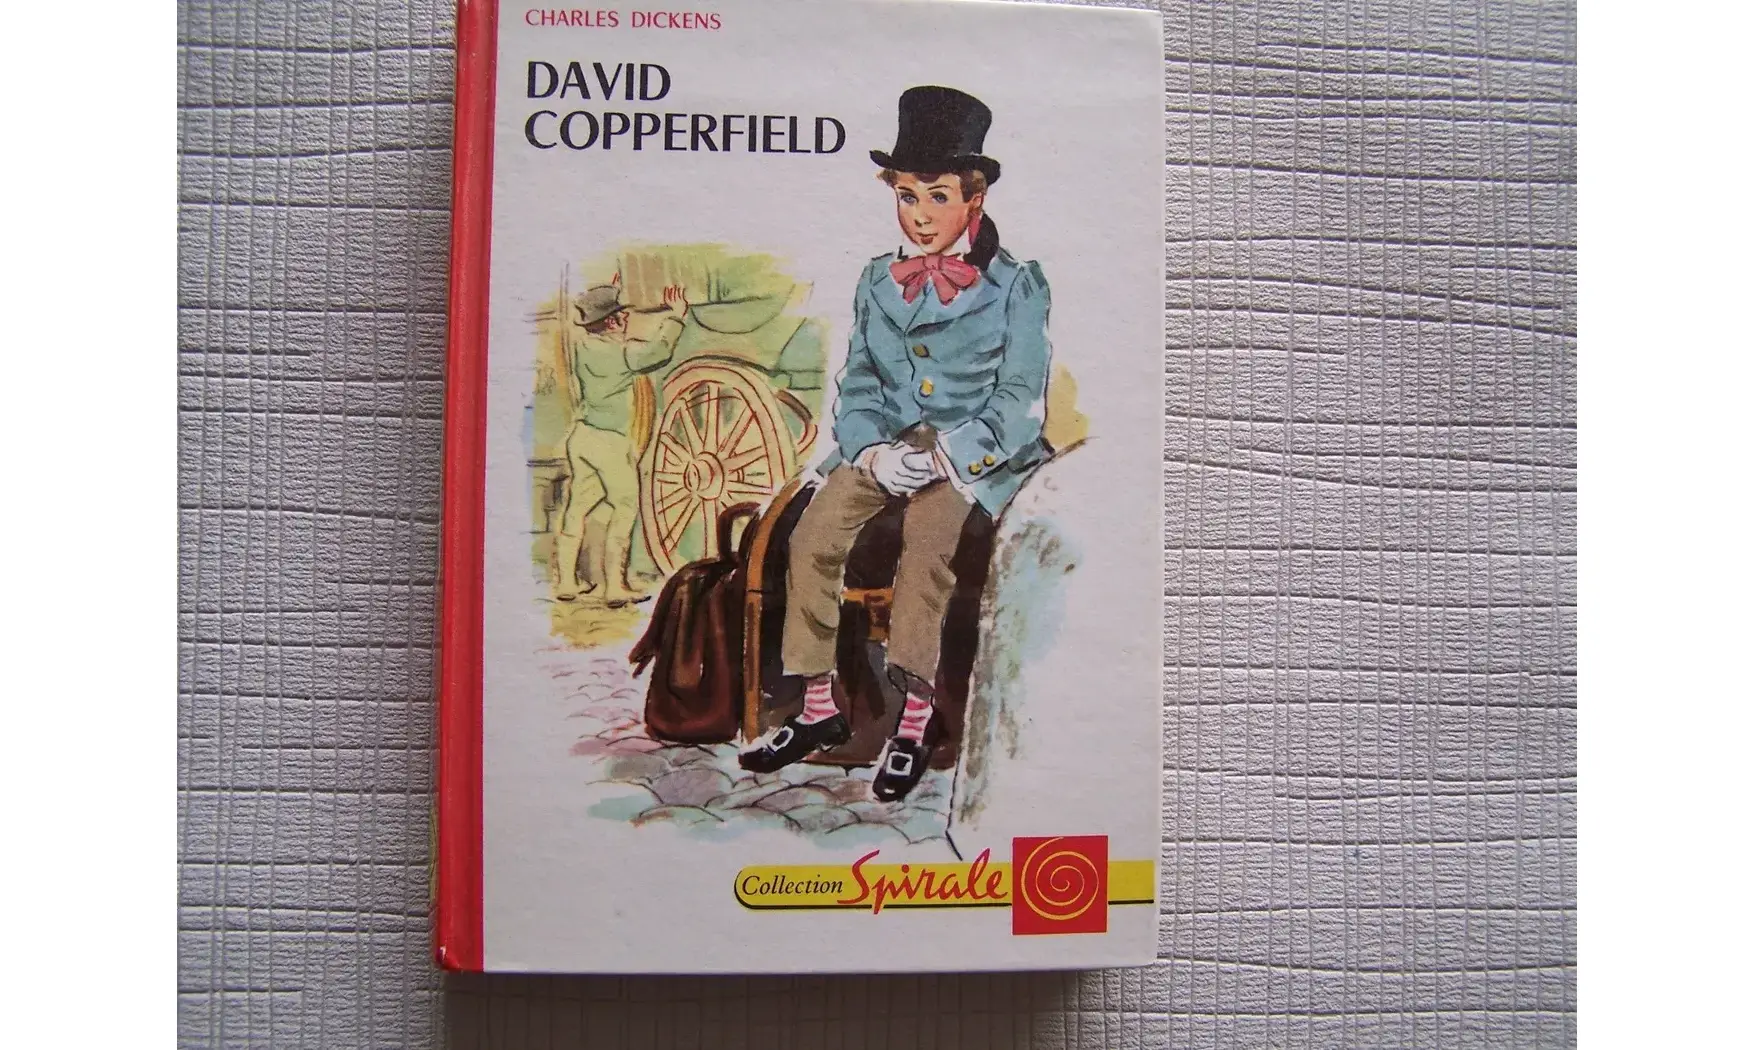 CHARLES DICKENS
DAVID
COPPERFIELD
Collection Spirale